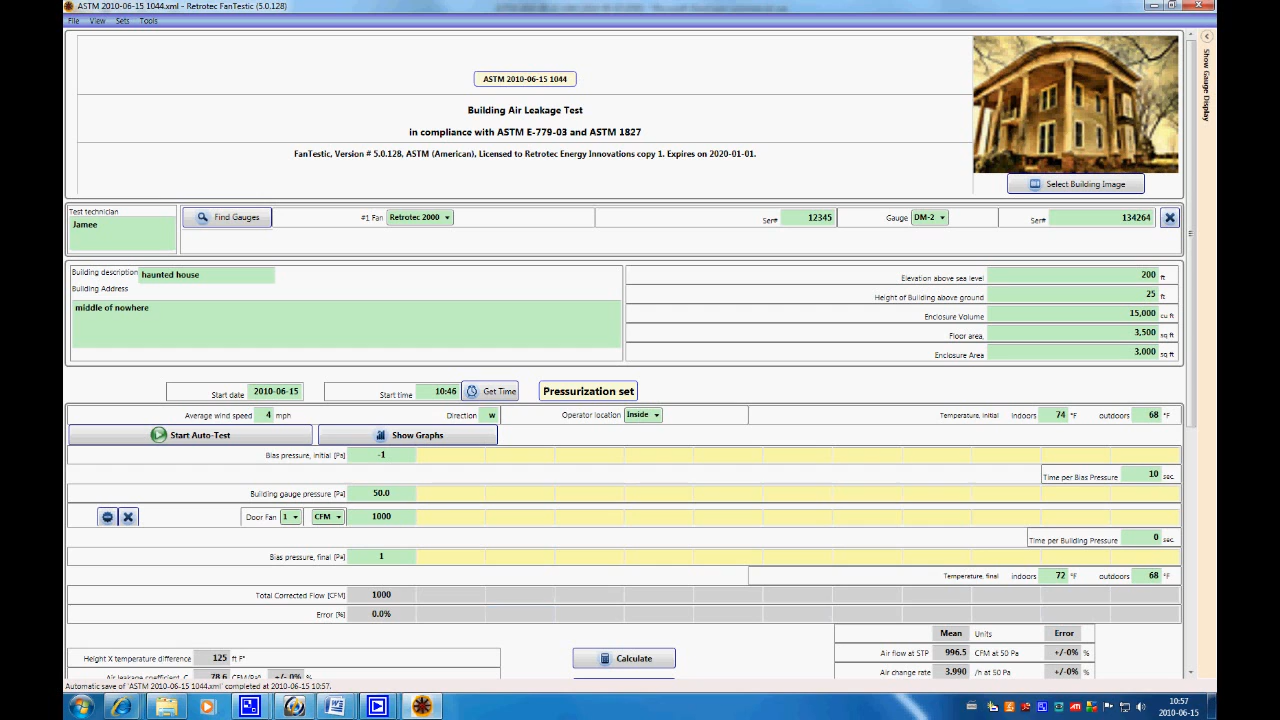 ASTM 2010-06-15 1044.xml - Retrotec FanTestic (5.0.128)
File View Sets Tools
Show Gauge Display
ASTM 2010-06-15 1044
Building Air Leakage Test
in compliance with ASTM E-779-03 and ASTM 1827
FanTestic, Version # 5.0.128, ASTM (American), Licensed to Retrotec Energy Innovations copy 1. Expires on 2020-01-01.
Select Building Image
Test technician
Jamee
Find Gauges #1 Fan Retrotec 2000 Ser# 12345 Gauge DM-2 Ser# 134264
Building description haunted house
Building Address
middle of nowhere
Elevation above sea level 200 ft
Height of Building above ground 25 ft
Enclosure Volume 15,000 cu ft
Floor area, 3,500 sq ft
Enclosure Area 3,000 sq ft
Start date 2010-06-15 Start time 10:46 Get Time Pressurization set
Average wind speed 4 mph Direction w Operator location Inside Temperature, initial indoors 74 °F outdoors 68 °F
Start Auto-Test Show Graphs
Bias pressure, initial [Pa] -1
Time per Bias Pressure 10 sec.
Building gauge pressure [Pa] 50.0
Door Fan 1 CFM 1000
Time per Building Pressure 0 sec.
Bias pressure, final [Pa] 1
Temperature, final indoors 72 °F outdoors 68 °F
Total Corrected Flow [CFM] 1000
Error [%] 0.0%
Mean Units Error
Height X temperature difference 125 ft F° Calculate Air flow at STP 996.5 CFM at 50 Pa +/-0% %
Air leakage coefficient, C 78.6 CFM/Pa^ +/- 0% Air change rate 3.990 /h at 50 Pa +/-0% %
Automatic save of 'ASTM 2010-06-15 1044.xml' completed at 2010-06-15 10:57.
10:57
2010-06-15